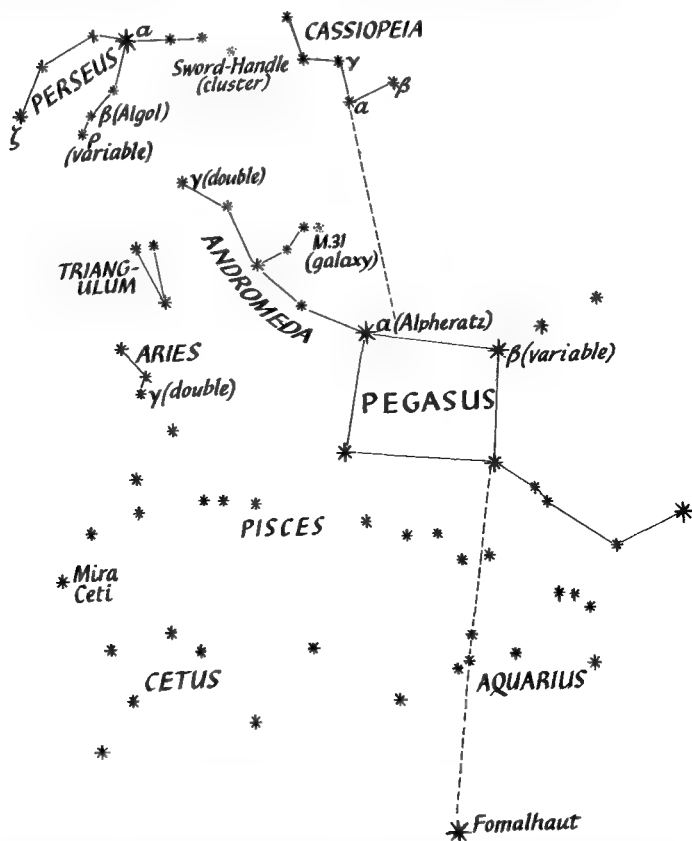 α
CASSIOPEIA
PERSEUS
Sword-Handle
(cluster)
γ
β
α
ζ
β(Algol)
ρ
(variable)
γ(double)
M.31
(galaxy)
ANDROMEDA
TRIANG-
ULUM
α(Alpheratz)
β(variable)
ARIES
γ(double)
PEGASUS
PISCES
Mira
Ceti
CETUS
AQUARIUS
Fomalhaut